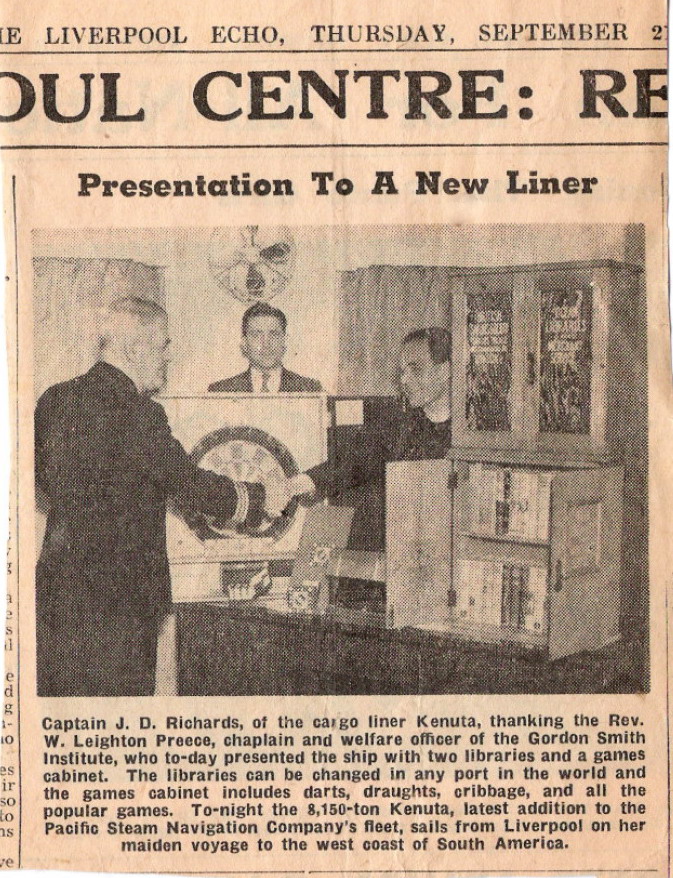 HE LIVERPOOL ECHO, THURSDAY, SEPTEMBER 2
OUL CENTRE: RE
Presentation To A New Liner
LIBRARIES
Captain J. D. Richards, of the cargo liner Kenuta, thanking the Rev.
W. Leighton Preece, chaplain and welfare officer of the Gordon Smith
Institute, who to-day presented the ship with two libraries and a games
cabinet. The libraries can be changed in any port in the world and
the games cabinet includes darts, draughts, cribbage, and all the
popular games. To-night the 8,150-ton Kenuta, latest addition to the
Pacific Steam Navigation Company's fleet, sails from Liverpool on her
maiden voyage to the west coast of South America.